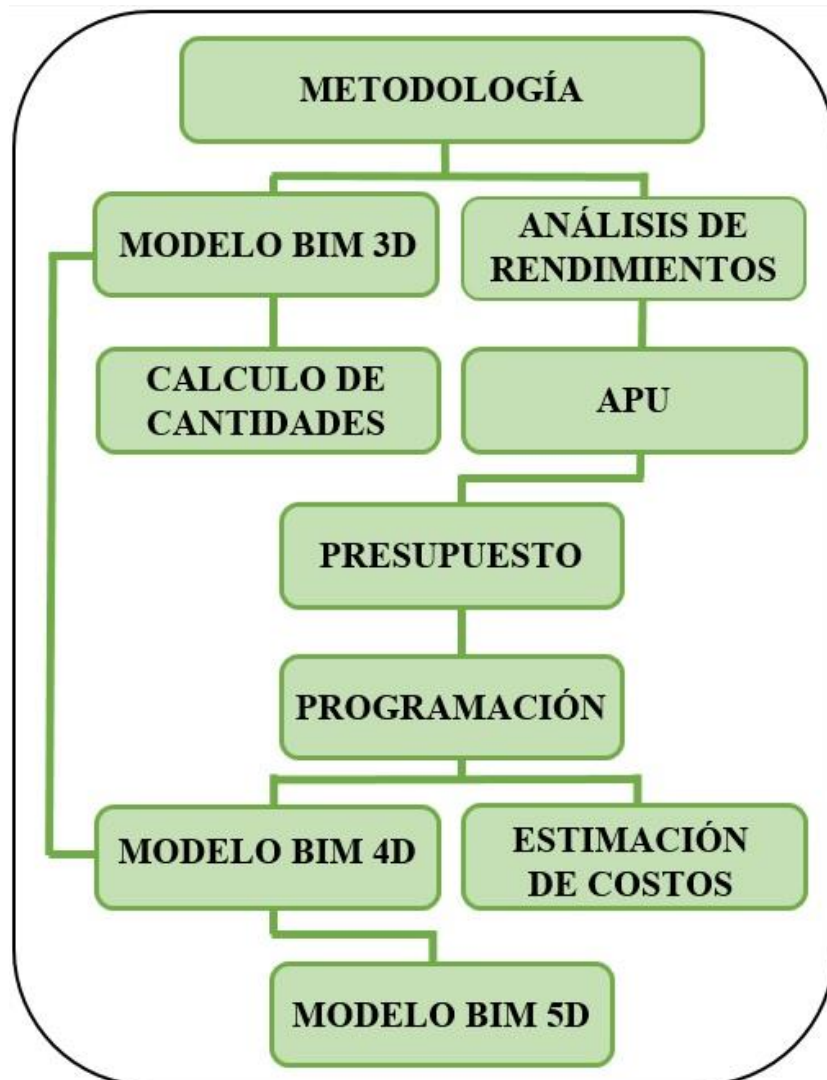 METODOLOGÍA
MODELO BIM 3D
ANÁLISIS DE
RENDIMIENTOS
CALCULO DE
CANTIDADES
APU
PRESUPUESTO
PROGRAMACIÓN
MODELO BIM 4D
ESTIMACIÓN
DE COSTOS
MODELO BIM 5D